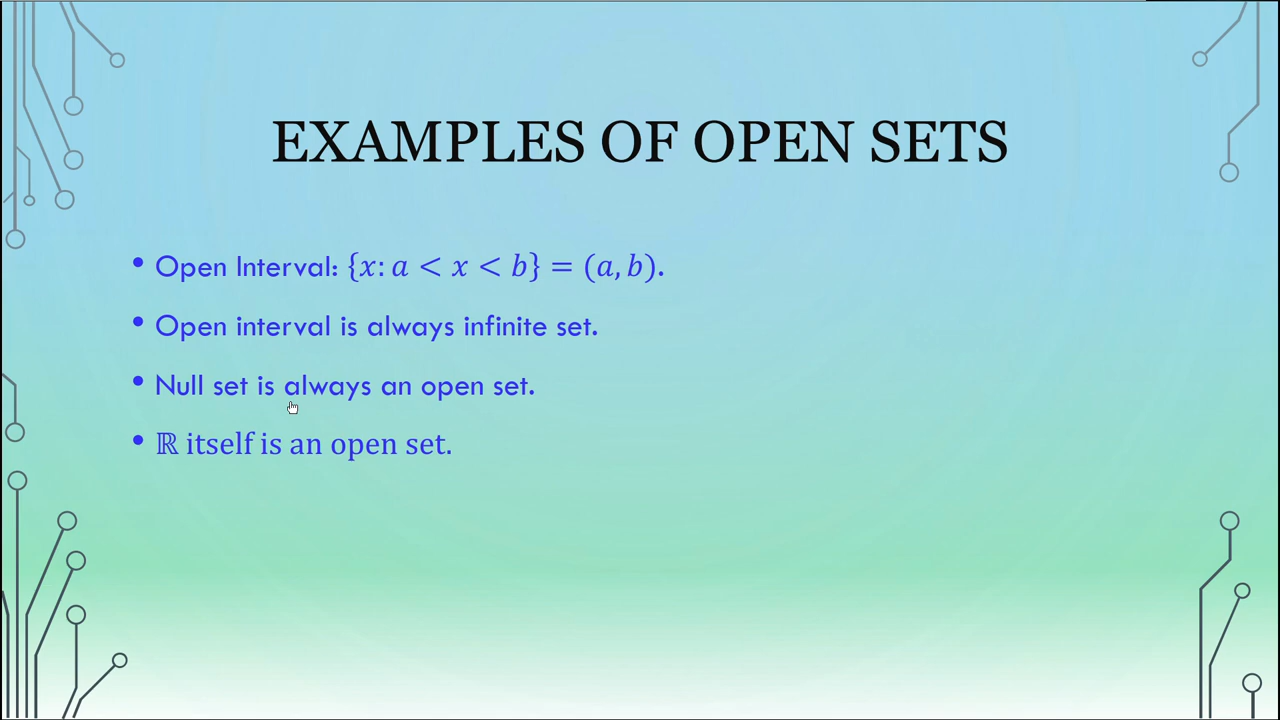 EXAMPLES OF OPEN SETS
• Open Interval: {x: a < x < b} = (a, b).
• Open interval is always infinite set.
• Null set is always an open set.
• ℝ itself is an open set.